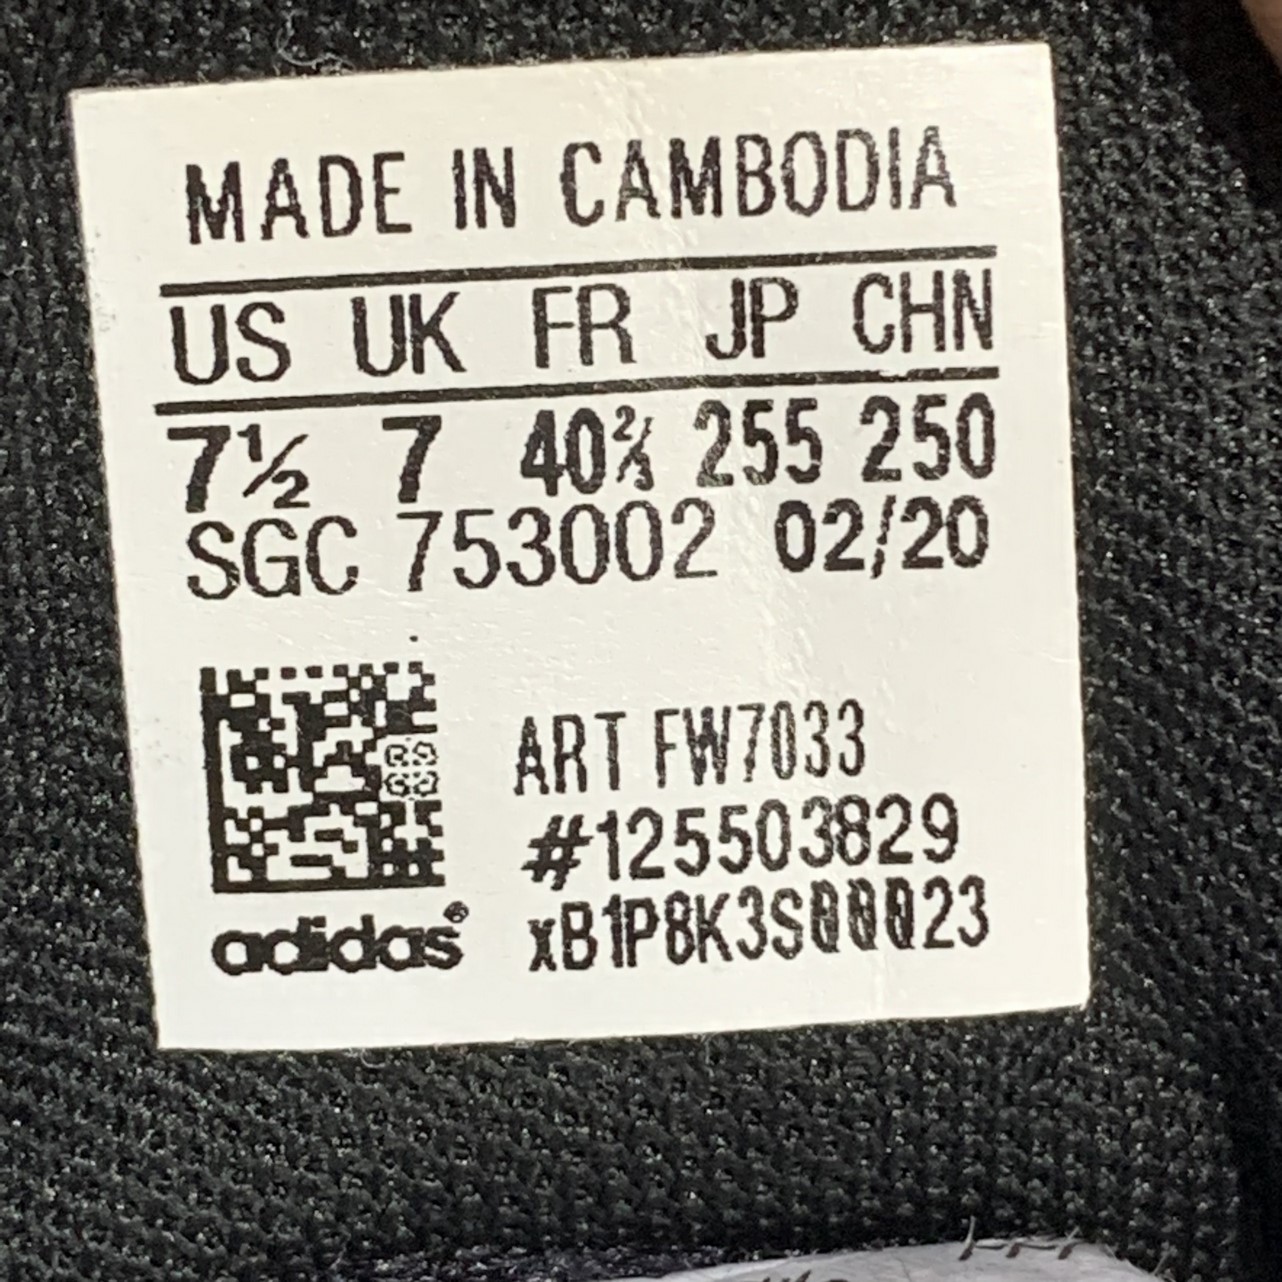 MADE IN CAMBODIA
US UK FR JP CHN
7½ 7 40⅔ 255 250
SGC 753002 02/20
ART FW7033
#125503829
xB1P8K3S000023
adidas®